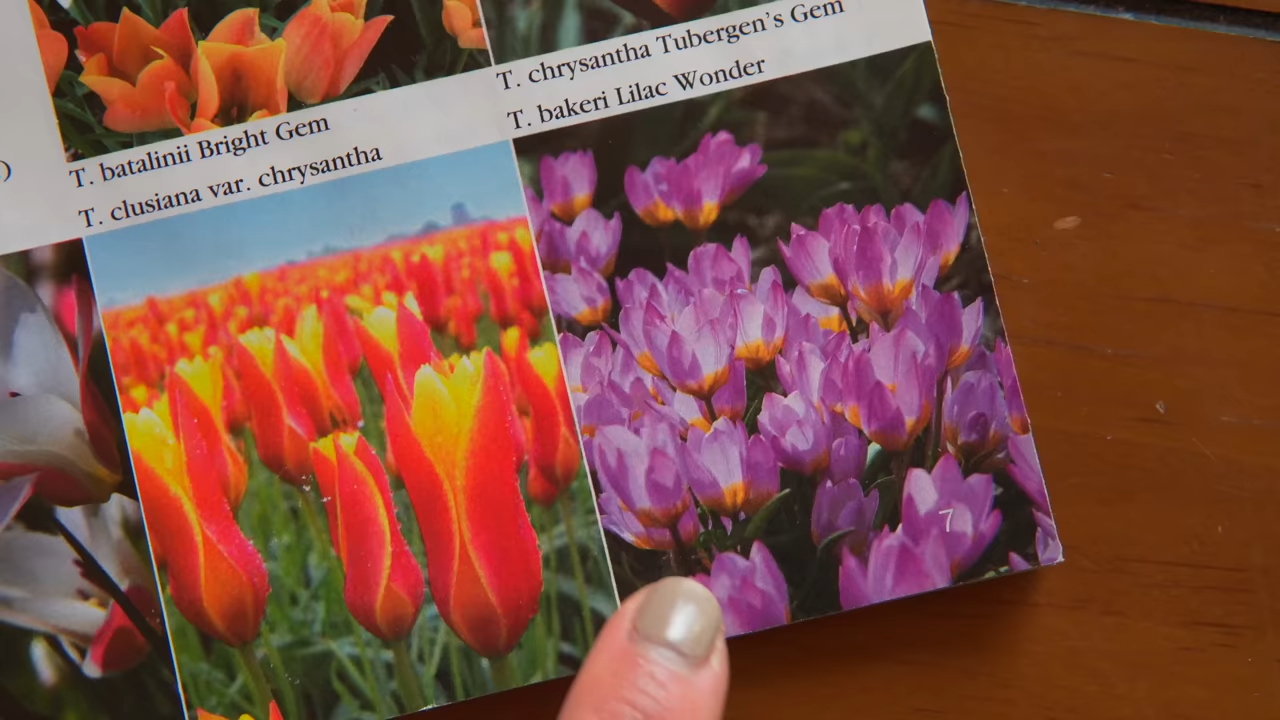 )
T. batalinii Bright Gem
T. clusiana var. chrysantha
T. chrysantha Tubergen's Gem
T. bakeri Lilac Wonder
7